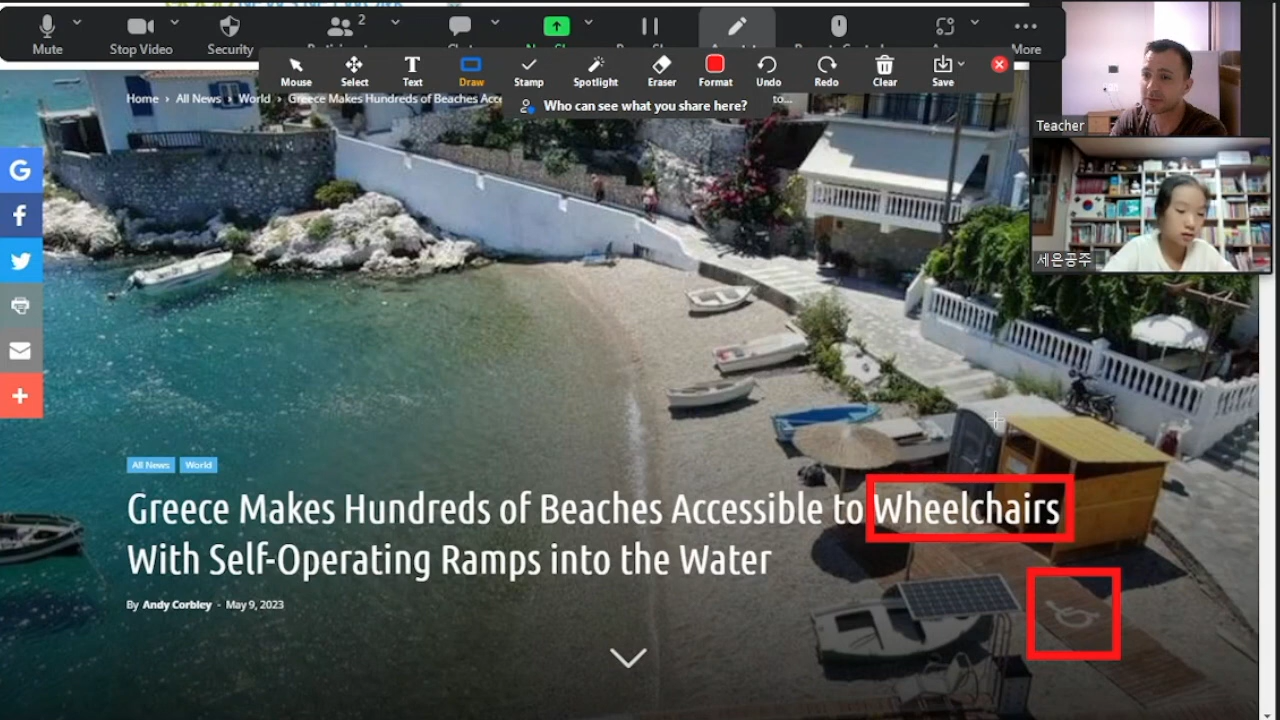 2
Mute
Stop Video
Security
More
Mouse
Select
Text
Draw
Stamp
Spotlight
Eraser
Format
Undo
Redo
Clear
Save
Who can see what you share here?
Home › All News › World › Greece Makes Hundreds of Beaches Acce
to...
Teacher
세은공주
G
f
All News
World
Greece Makes Hundreds of Beaches Accessible to Wheelchairs
With Self-Operating Ramps into the Water
By Andy Corbley - May 9, 2023